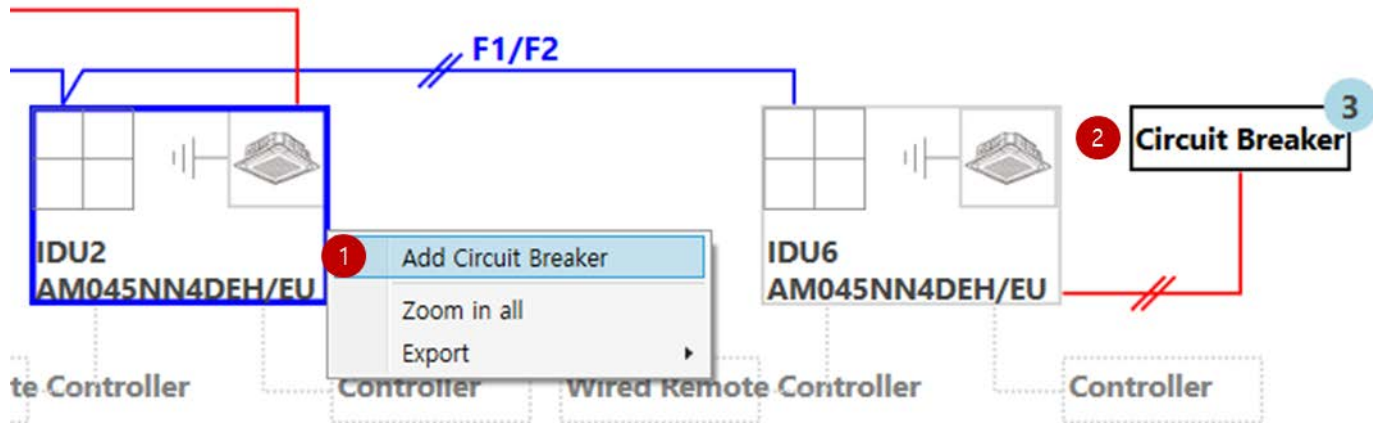 F1/F2
3
2
Circuit Breaker
IDU2
AM045NN4DEH/EU
1
Add Circuit Breaker
Zoom in all
Export
IDU6
AM045NN4DEH/EU
te Controller
Controller
Wired Remote Controller
Controller